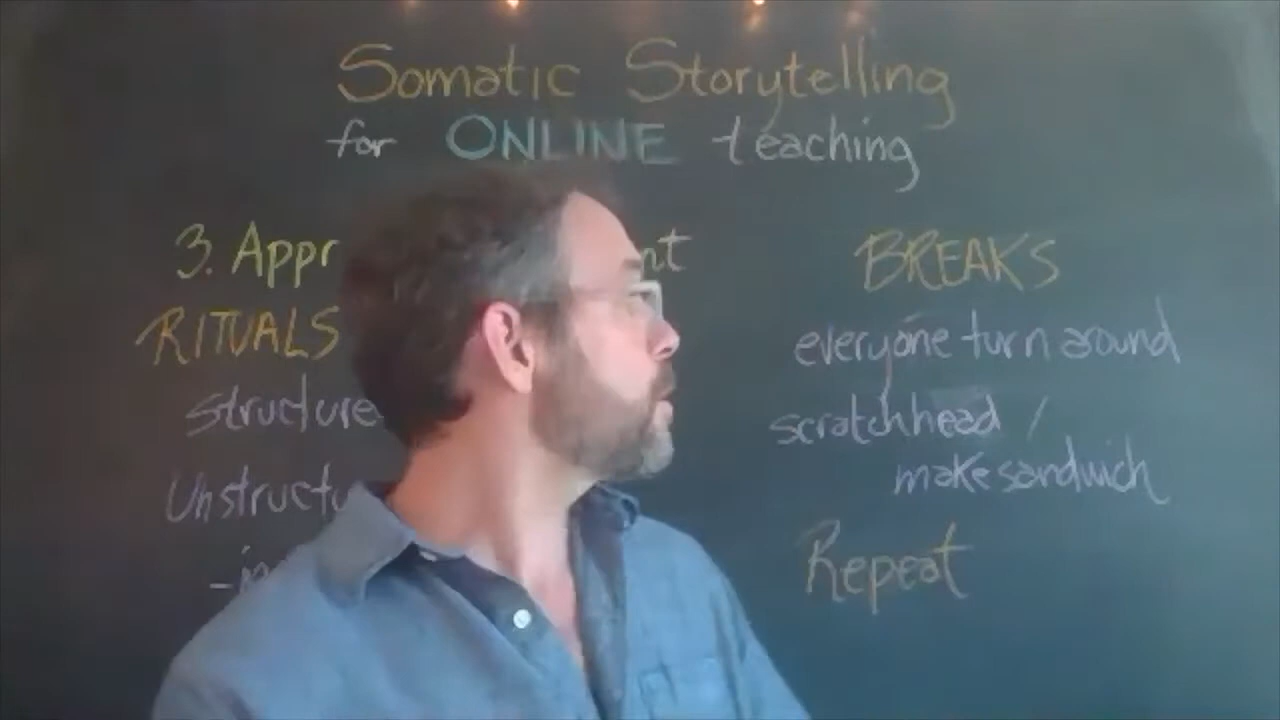 Somatic Storytelling
for ONLINE teaching
3. Appr nt
RITUALS
structure
Unstructu
BREAKS
everyone turn around
scratch head /
make sandwich
Repeat